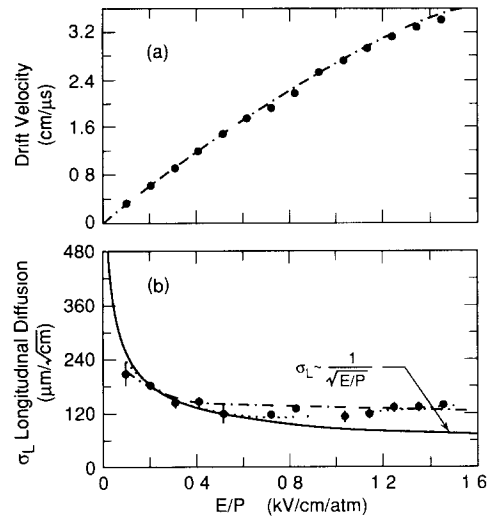 3.2
2.4
1.6
0 8
0
(a)
Drift Velocity
(cm/μs)
480
360
240
120
0
(b)
σL Longitudinal Diffusion
(μm/√cm)
σL~ 1/√E/P
0
0 4
0 8
1 2
1 6
E/P (kV/cm/atm)